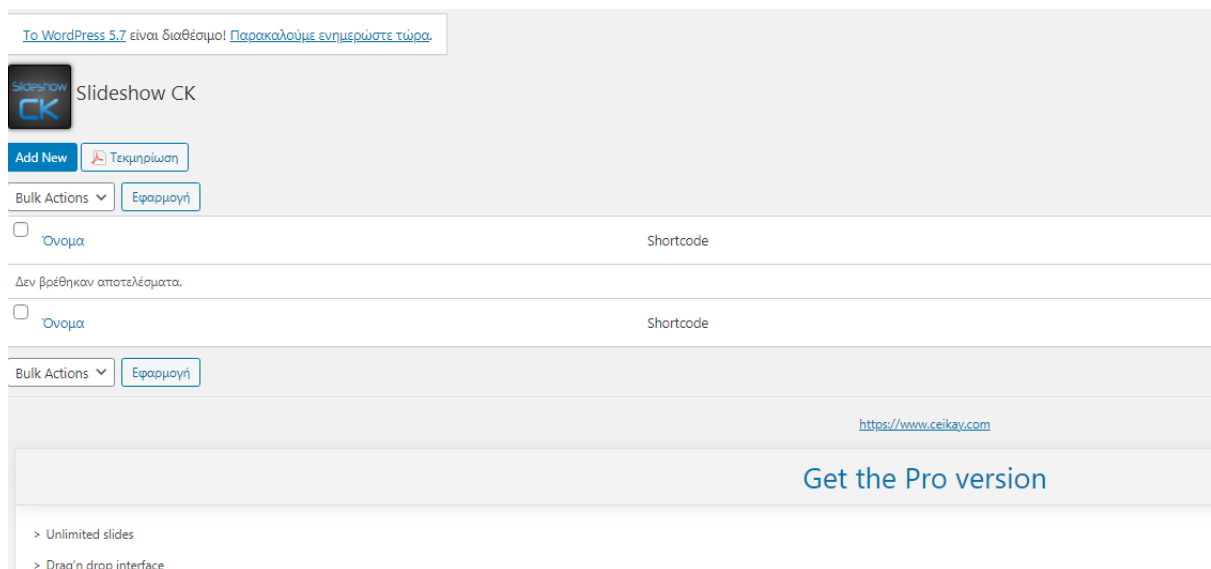 Το WordPress 5.7 είναι διαθέσιμο! Παρακαλούμε ενημερώστε τώρα.
Slideshow
CK
Slideshow CK
Add New Τεκμηρίωση
Bulk Actions Εφαρμογή
Όνομα Shortcode
Δεν βρέθηκαν αποτελέσματα.
Όνομα Shortcode
Bulk Actions Εφαρμογή
https://www.ceikay.com
Get the Pro version
> Unlimited slides
> Drag'n drop interface